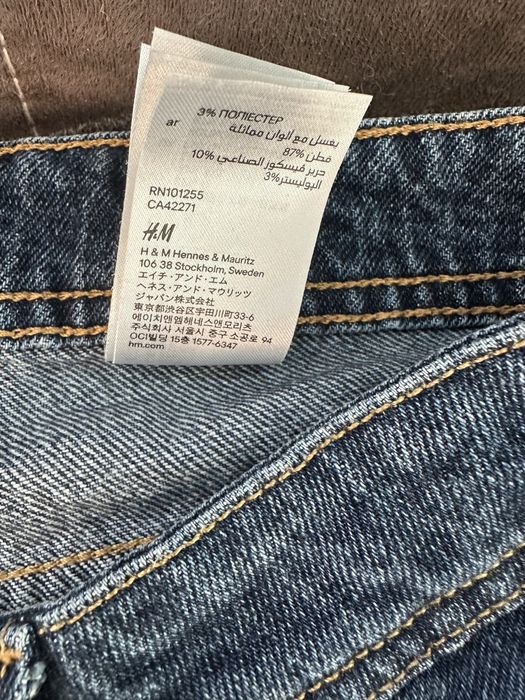 3% ПОЛІЕСТЕР
ar
يغسل مع ألوان مماثلة
قطن 87%
حرير فيسكوز الصناعي 10%
البوليستر 3%
RN101255
CA42271
H&M
H & M Hennes & Mauritz
106 38 Stockholm, Sweden
エイチ・アンド・エム
ヘネス・アンド・マウリッツ
ジャパン株式会社
東京都渋谷区宇田川町33-6
에이치앤엠헤네스앤모리츠
주식회사 서울시 중구 소공로 94
OCI빌딩 15층 1577-6347
hm.com